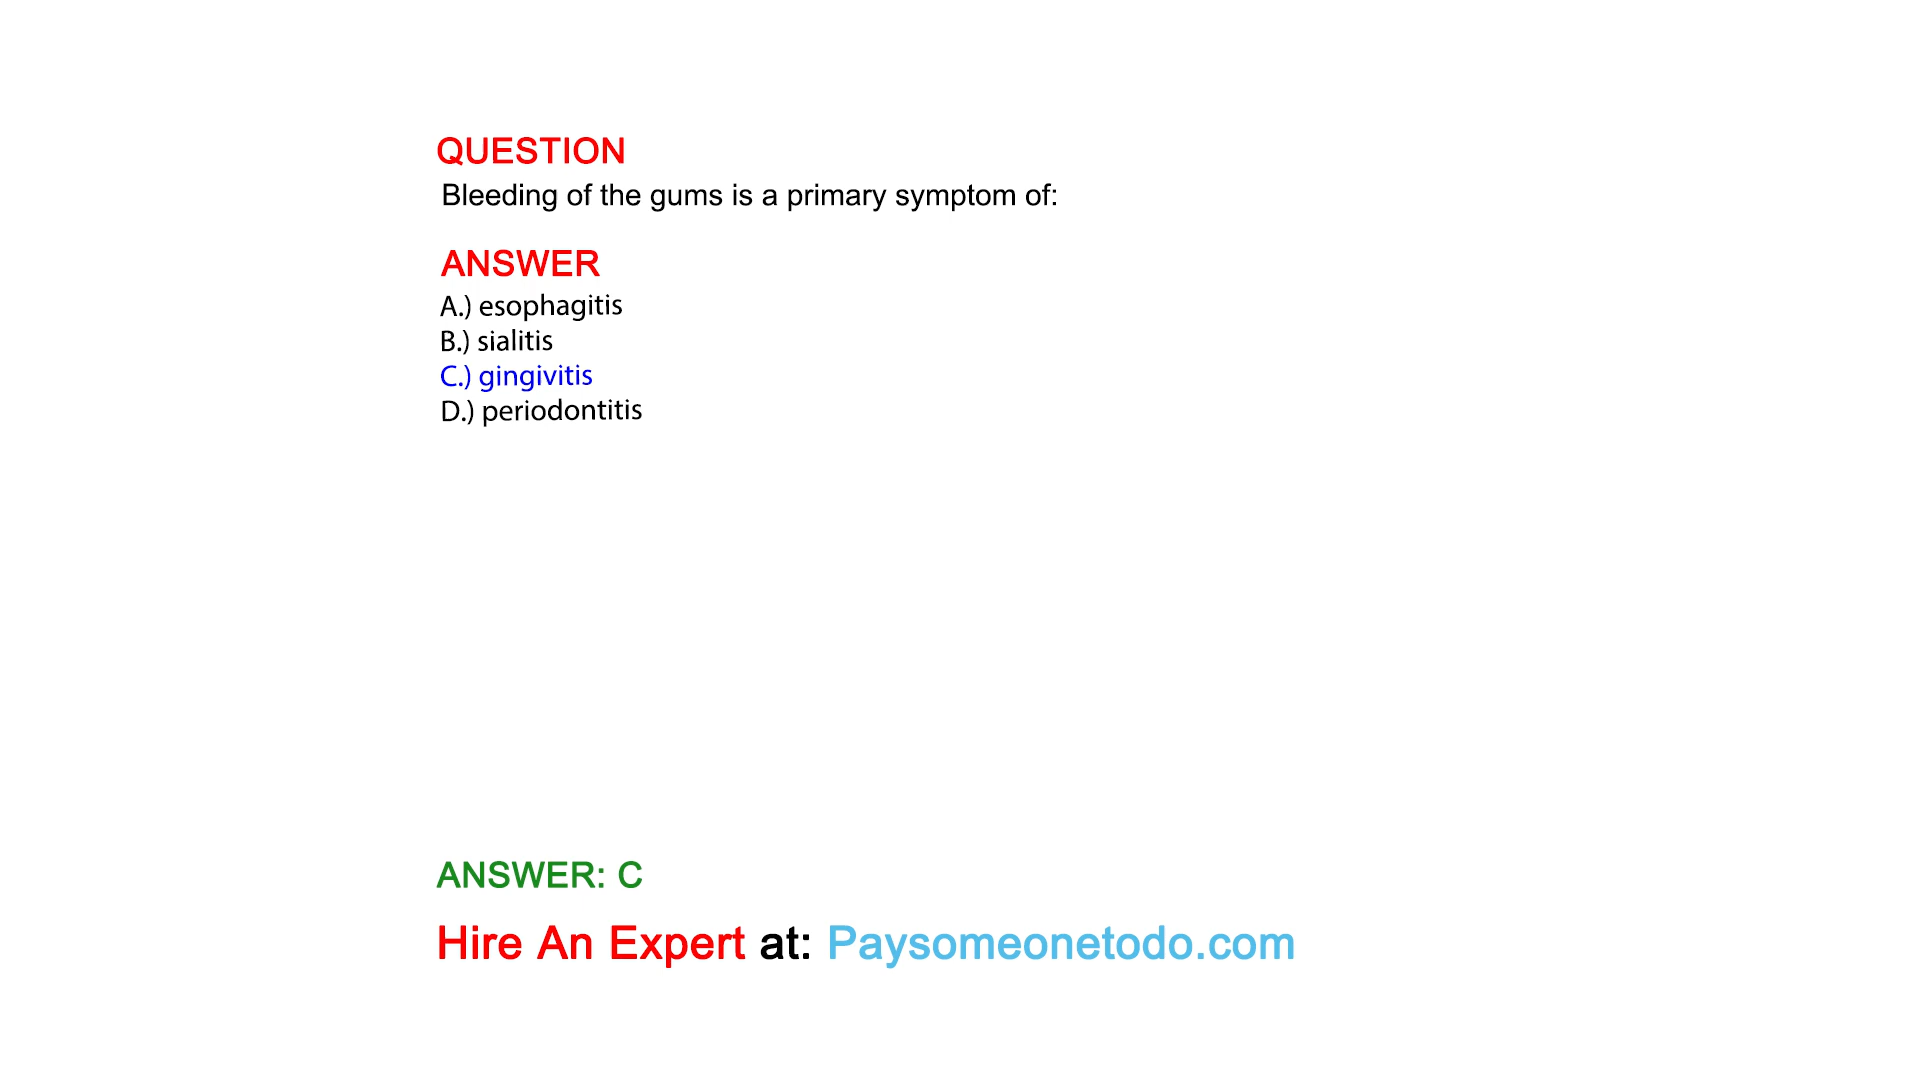 QUESTION
Bleeding of the gums is a primary symptom of:
ANSWER
A.) esophagitis
B.) sialitis
C.) gingivitis
D.) periodontitis
ANSWER: C
Hire An Expert at: Paysomeonetodo.com